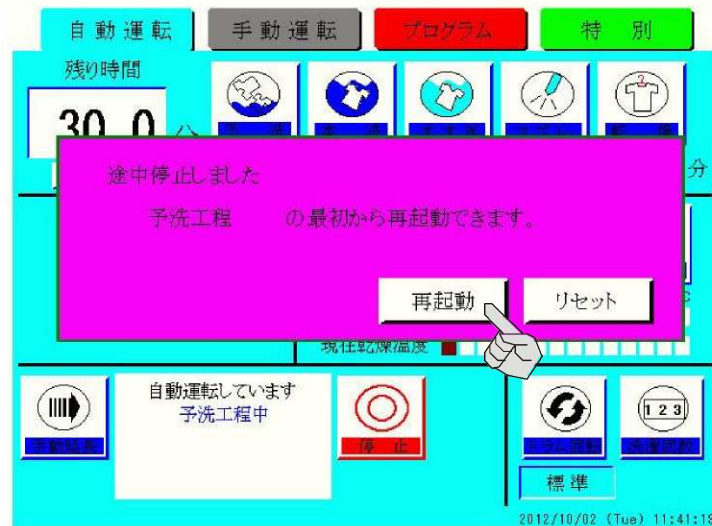 自動運転 手動運転 プログラム 特別
残り時間
30.0
分
途中停止しました
予洗工程 の最初から再起動できます。
再起動 リセット
現在乾燥温度
自動運転しています
予洗工程中
停止
標準
2012/10/02 (Tue) 11:41:18